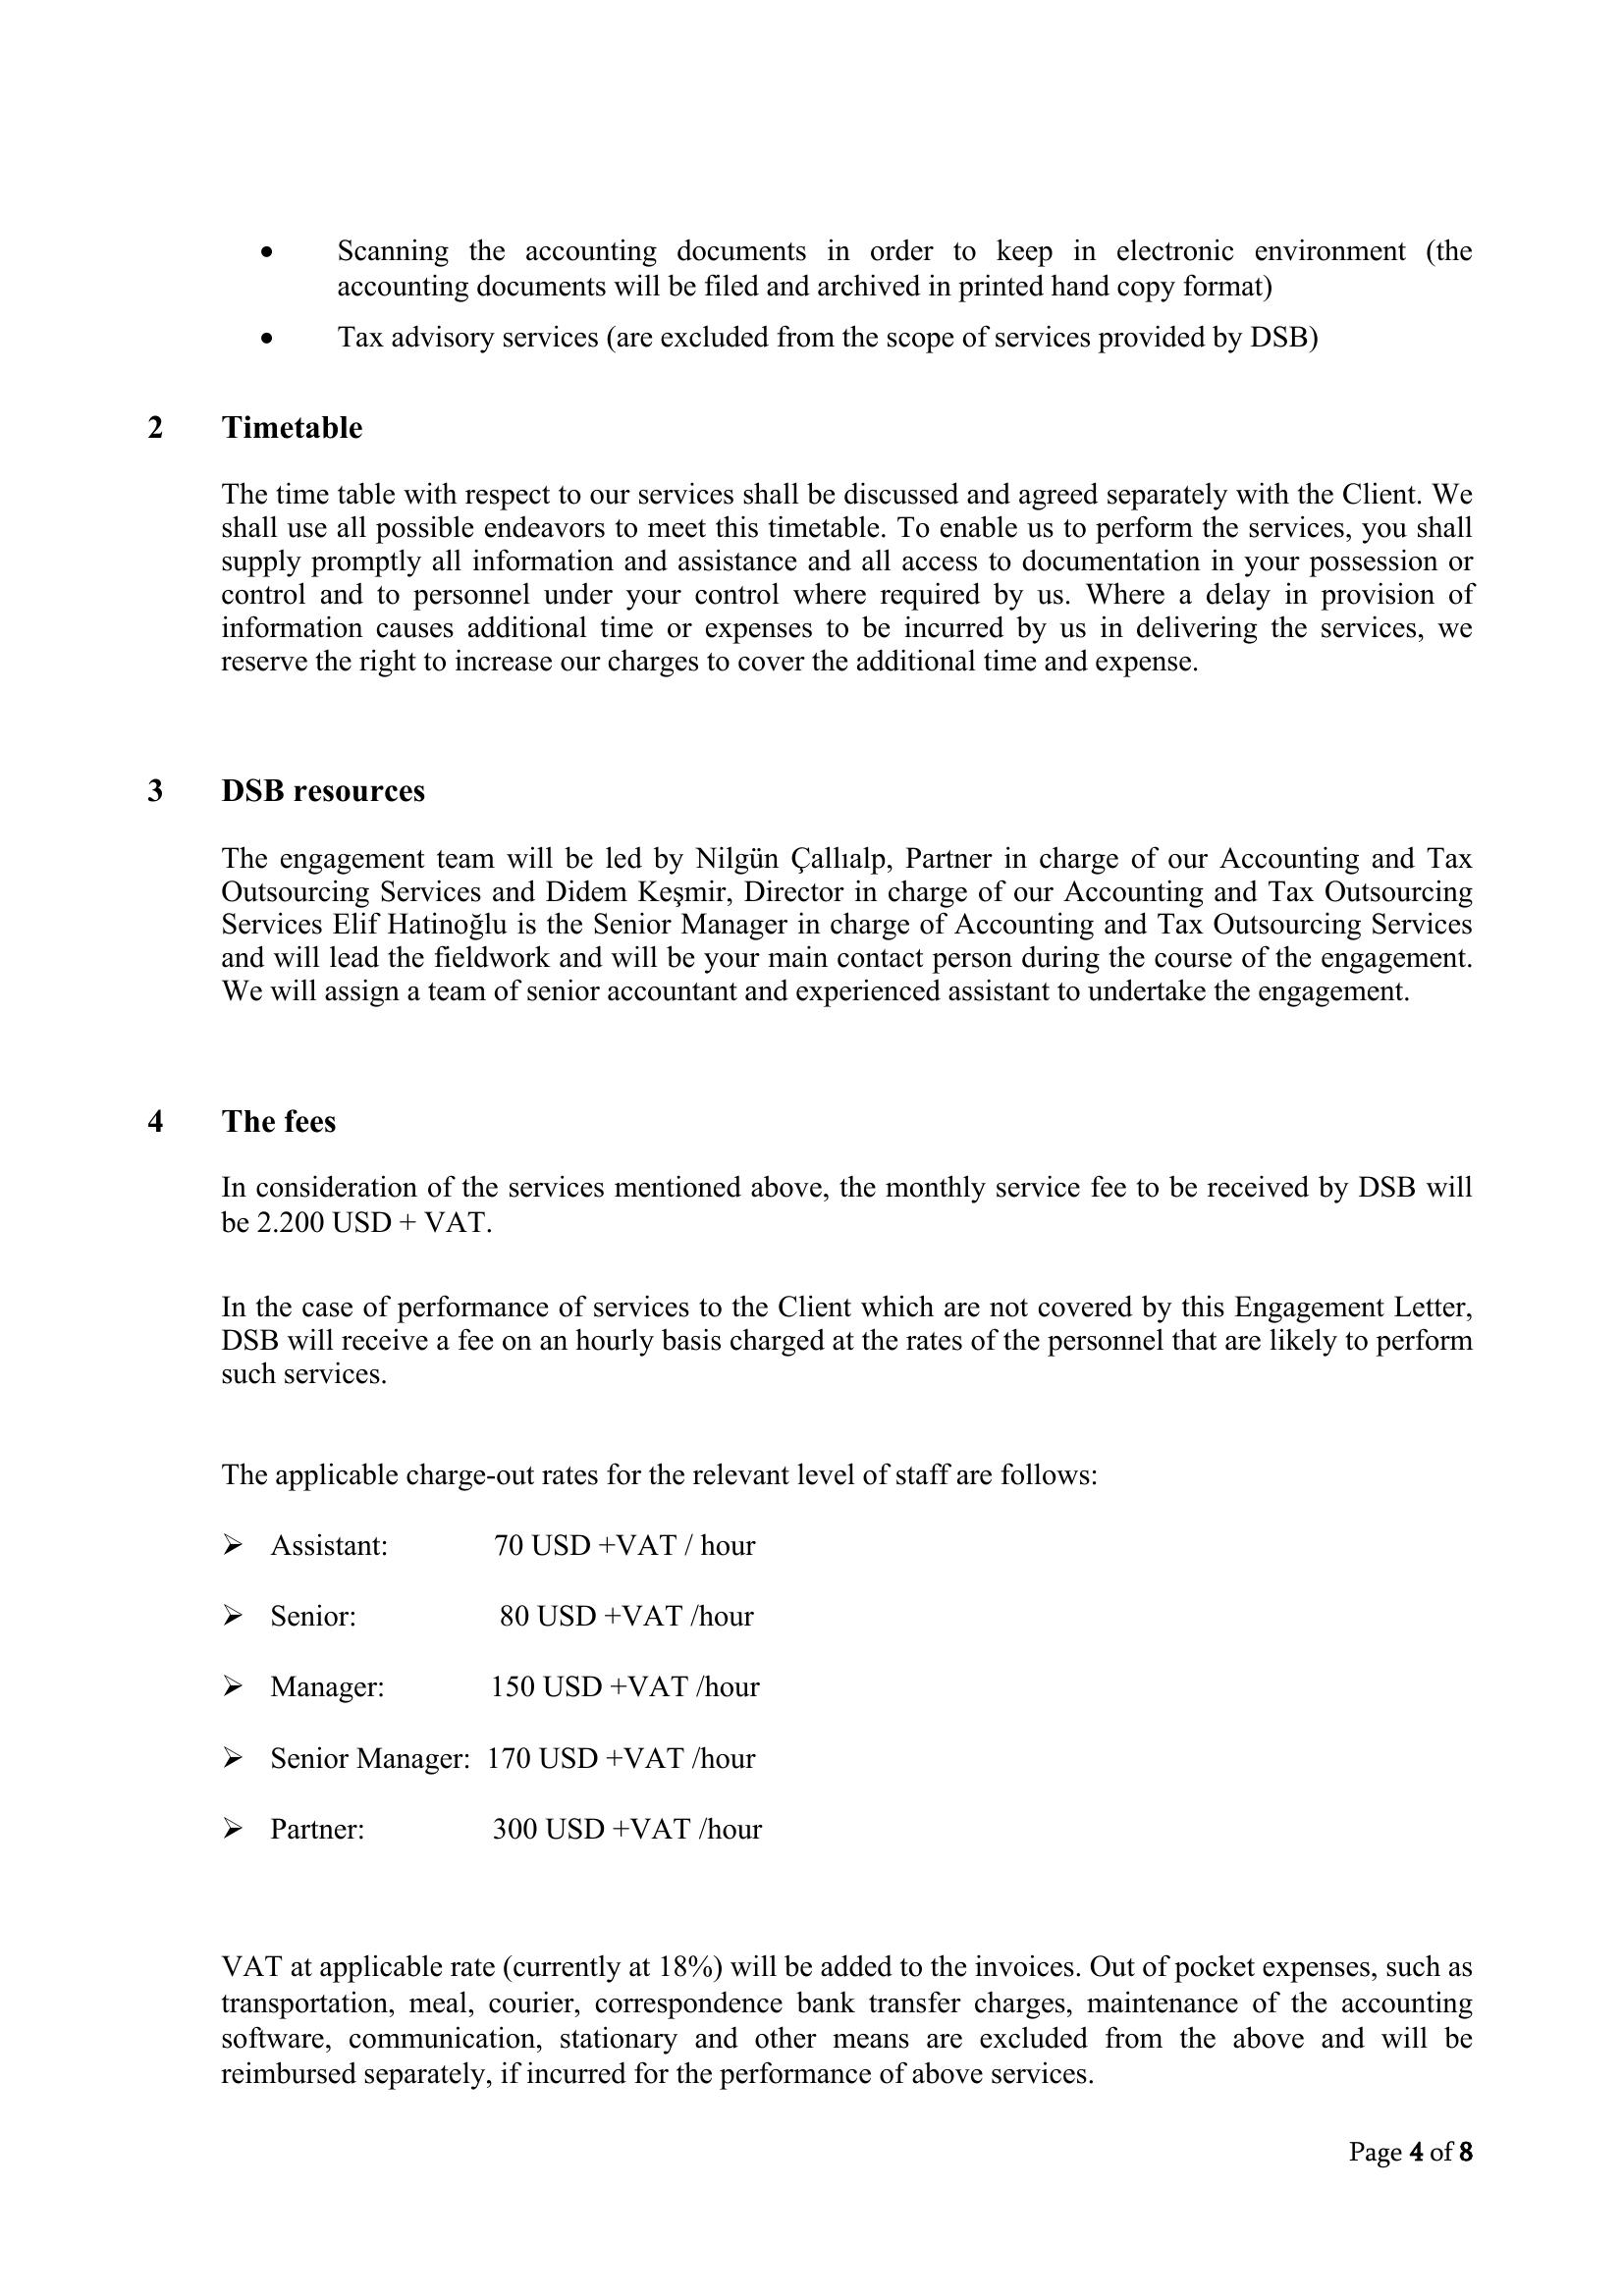 • Scanning the accounting documents in order to keep in electronic environment (the
accounting documents will be filed and archived in printed hand copy format)
• Tax advisory services (are excluded from the scope of services provided by DSB)
2 Timetable
The time table with respect to our services shall be discussed and agreed separately with the Client. We
shall use all possible endeavors to meet this timetable. To enable us to perform the services, you shall
supply promptly all information and assistance and all access to documentation in your possession or
control and to personnel under your control where required by us. Where a delay in provision of
information causes additional time or expenses to be incurred by us in delivering the services, we
reserve the right to increase our charges to cover the additional time and expense.
3 DSB resources
The engagement team will be led by Nilgün Çallıalp, Partner in charge of our Accounting and Tax
Outsourcing Services and Didem Keşmir, Director in charge of our Accounting and Tax Outsourcing
Services Elif Hatinoğlu is the Senior Manager in charge of Accounting and Tax Outsourcing Services
and will lead the fieldwork and will be your main contact person during the course of the engagement.
We will assign a team of senior accountant and experienced assistant to undertake the engagement.
4 The fees
In consideration of the services mentioned above, the monthly service fee to be received by DSB will
be 2.200 USD + VAT.
In the case of performance of services to the Client which are not covered by this Engagement Letter,
DSB will receive a fee on an hourly basis charged at the rates of the personnel that are likely to perform
such services.
The applicable charge-out rates for the relevant level of staff are follows:
➢ Assistant: 70 USD +VAT / hour
➢ Senior: 80 USD +VAT /hour
➢ Manager: 150 USD +VAT /hour
➢ Senior Manager: 170 USD +VAT /hour
➢ Partner: 300 USD +VAT /hour
VAT at applicable rate (currently at 18%) will be added to the invoices. Out of pocket expenses, such as
transportation, meal, courier, correspondence bank transfer charges, maintenance of the accounting
software, communication, stationary and other means are excluded from the above and will be
reimbursed separately, if incurred for the performance of above services.
Page 4 of 8